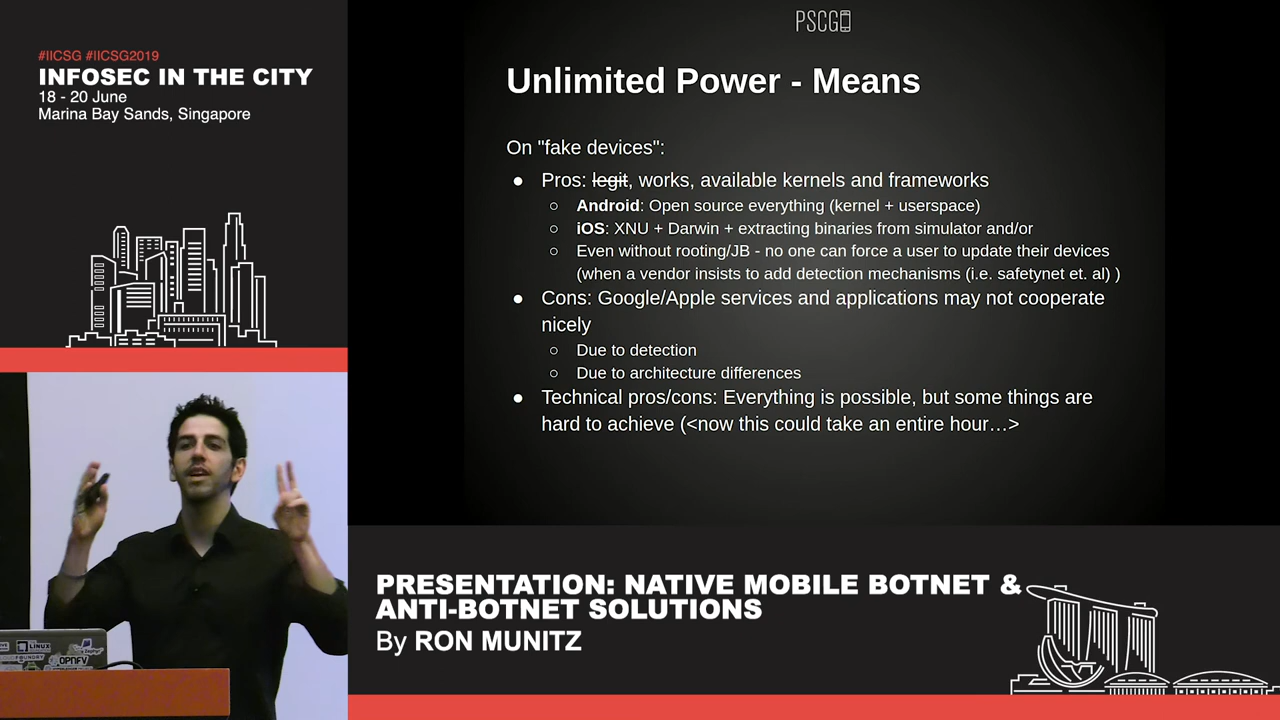 #IICSG #IICSG2019
INFOSEC IN THE CITY
18 - 20 June
Marina Bay Sands, Singapore
PSCG
Unlimited Power - Means
On "fake devices":
● Pros: legit, works, available kernels and frameworks
○ Android: Open source everything (kernel + userspace)
○ iOS: XNU + Darwin + extracting binaries from simulator and/or
○ Even without rooting/JB - no one can force a user to update their devices
(when a vendor insists to add detection mechanisms (i.e. safetynet et. al) )
● Cons: Google/Apple services and applications may not cooperate
nicely
○ Due to detection
○ Due to architecture differences
● Technical pros/cons: Everything is possible, but some things are
hard to achieve (<now this could take an entire hour…>
LINUX
OPNFV
PRESENTATION: NATIVE MOBILE BOTNET &
ANTI-BOTNET SOLUTIONS
By RON MUNITZ